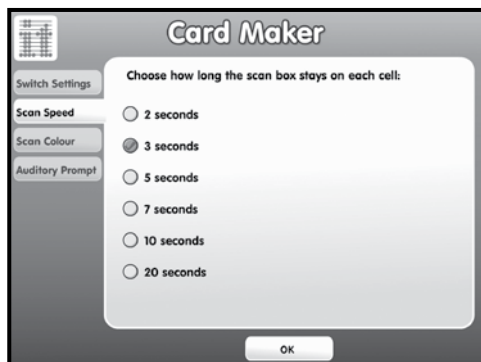 Card Maker
Switch Settings
Scan Speed
Scan Colour
Auditory Prompt
Choose how long the scan box stays on each cell:
2 seconds
3 seconds
5 seconds
7 seconds
10 seconds
20 seconds
OK